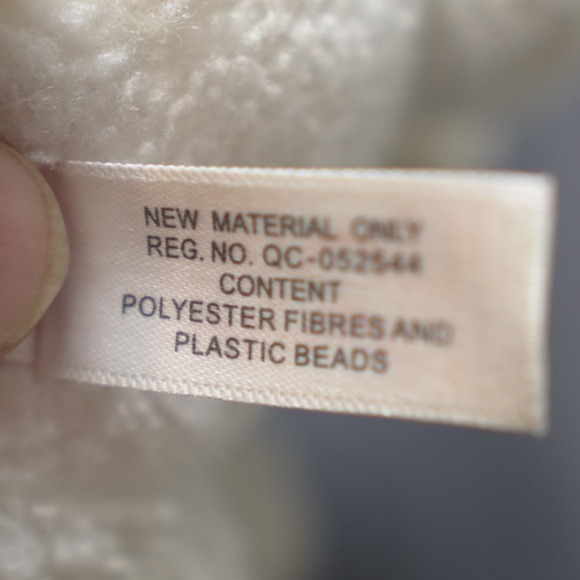 NEW MATERIAL ONLY
REG. NO. QC-052544
CONTENT
POLYESTER FIBRES AND
PLASTIC BEADS